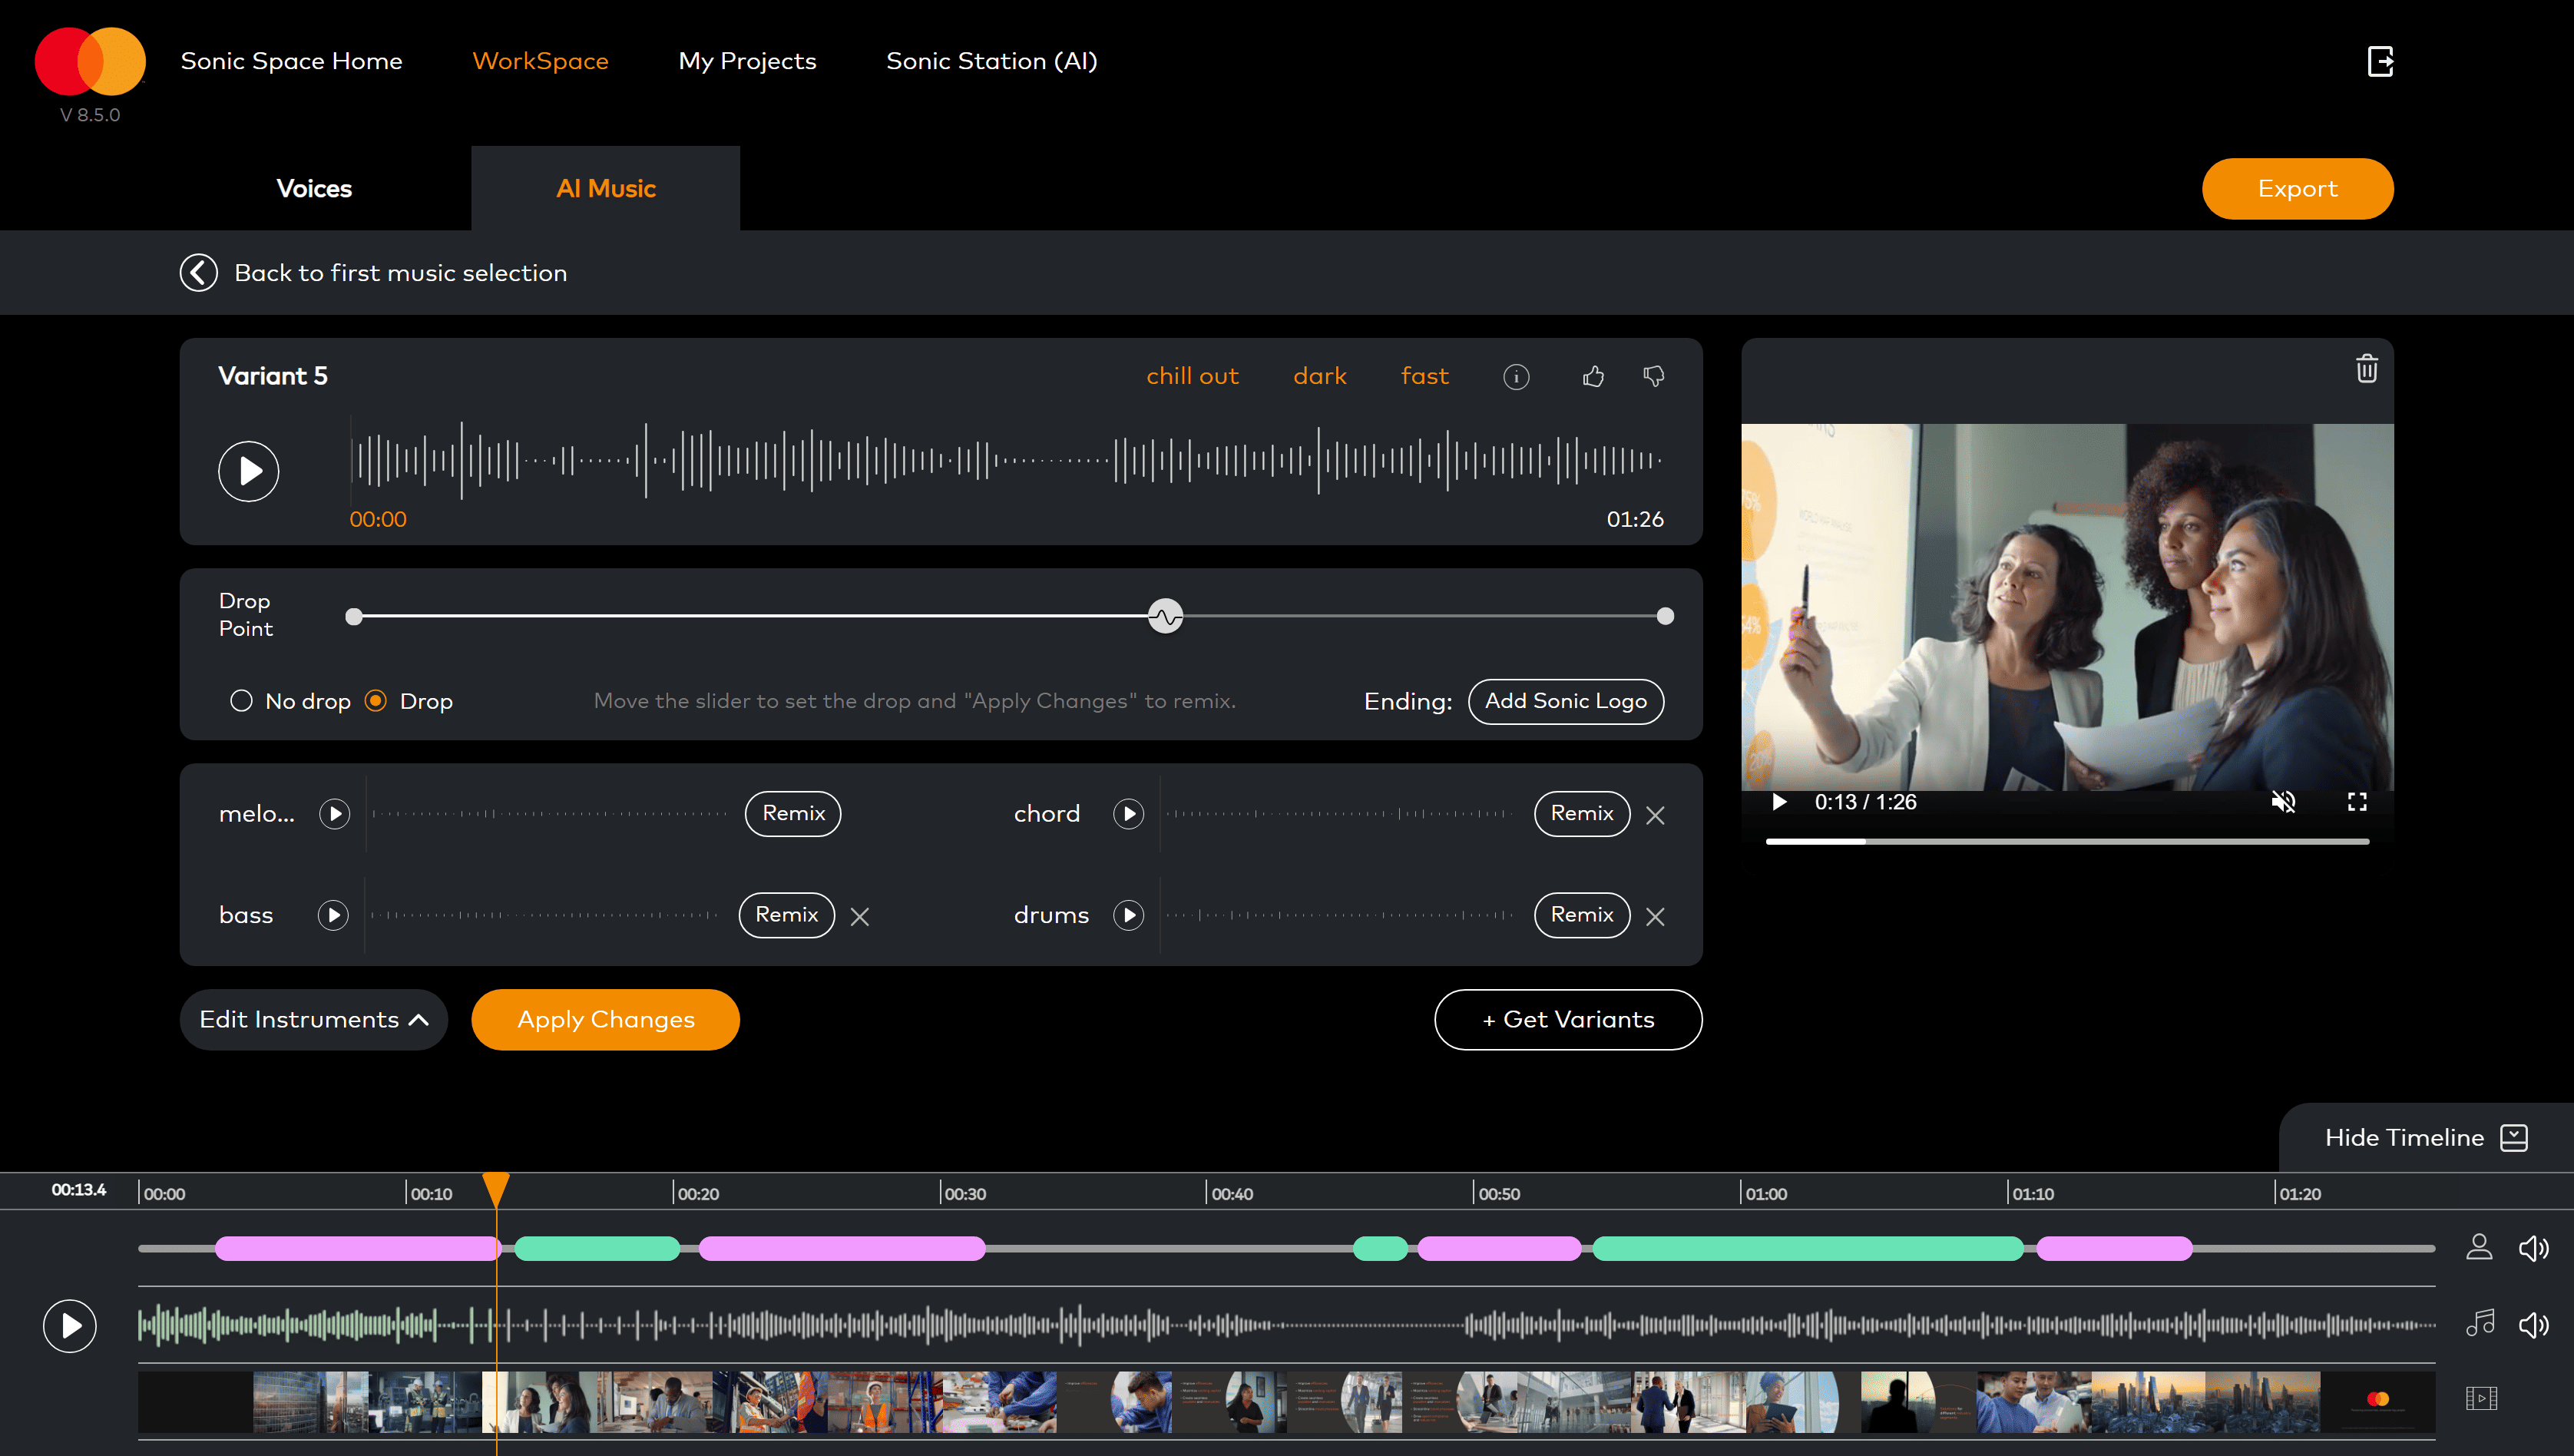 Sonic Space Home
WorkSpace
My Projects
Sonic Station (AI)
V 8.5.0
Voices
AI Music
Export
Back to first music selection
Variant 5
chill out
dark
fast
00:00
01:26
Drop
Point
No drop
Drop
Move the slider to set the drop and "Apply Changes" to remix.
Ending:
Add Sonic Logo
melo...
Remix
chord
Remix
bass
Remix
drums
Remix
0:13 / 1:26
Edit Instruments
Apply Changes
+ Get Variants
Hide Timeline
00:13.4
00:00
00:10
00:20
00:30
00:40
00:50
01:00
01:10
01:20